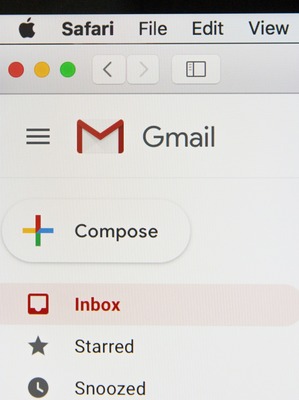 Safari File Edit View
Gmail
Compose
Inbox
Starred
Snoozed